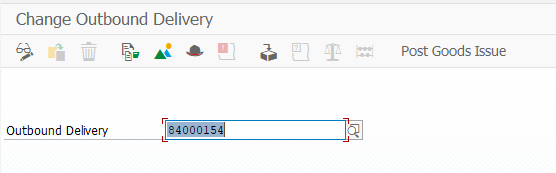 Change Outbound Delivery
Post Goods Issue
Outbound Delivery 84000154